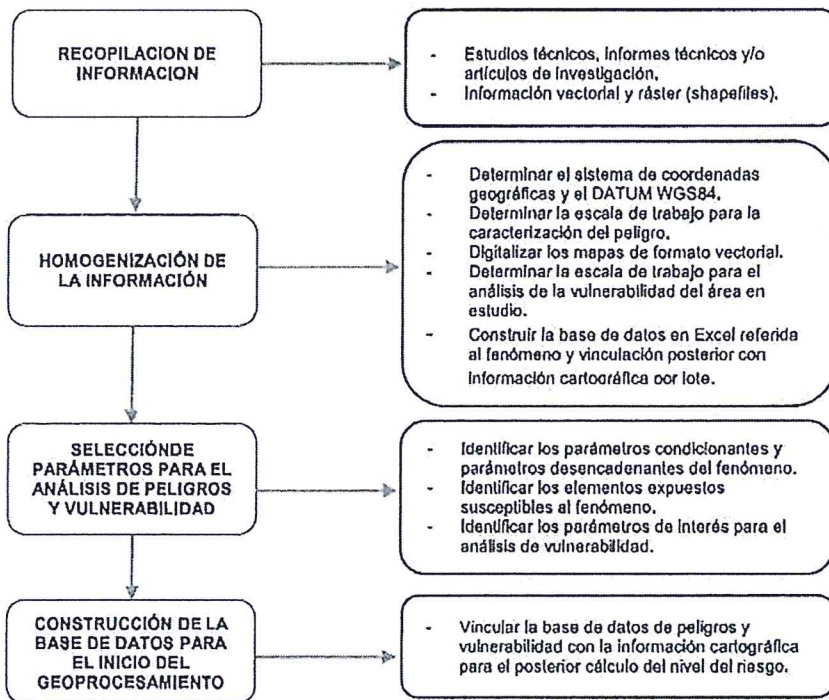 RECOPILACION DE
INFORMACION
- Estudios técnicos, informes técnicos y/o
artículos de investigación.
- Información vectorial y ráster (shapefiles).
HOMOGENIZACIÓN DE
LA INFORMACIÓN
- Determinar el sistema de coordenadas
geográficas y el DATUM WGS84.
- Determinar la escala de trabajo para la
caracterización del peligro.
- Digitalizar los mapas de formato vectorial.
- Determinar la escala de trabajo para el
análisis de la vulnerabilidad del área en
estudio.
- Construir la base de datos en Excel referida
al fenómeno y vinculación posterior con
información cartográfica por lote.
SELECCIÓNDE
PARÁMETROS PARA EL
ANÁLISIS DE PELIGROS
Y VULNERABILIDAD
- Identificar los parámetros condicionantes y
parámetros desencadenantes del fenómeno.
- Identificar los elementos expuestos
susceptibles al fenómeno.
- Identificar los parámetros de interés para el
análisis de vulnerabilidad.
CONSTRUCCIÓN DE LA
BASE DE DATOS PARA
EL INICIO DEL
GEOPROCESAMIENTO
- Vincular la base de datos de peligros y
vulnerabilidad con la información cartográfica
para el posterior cálculo del nivel del riesgo.